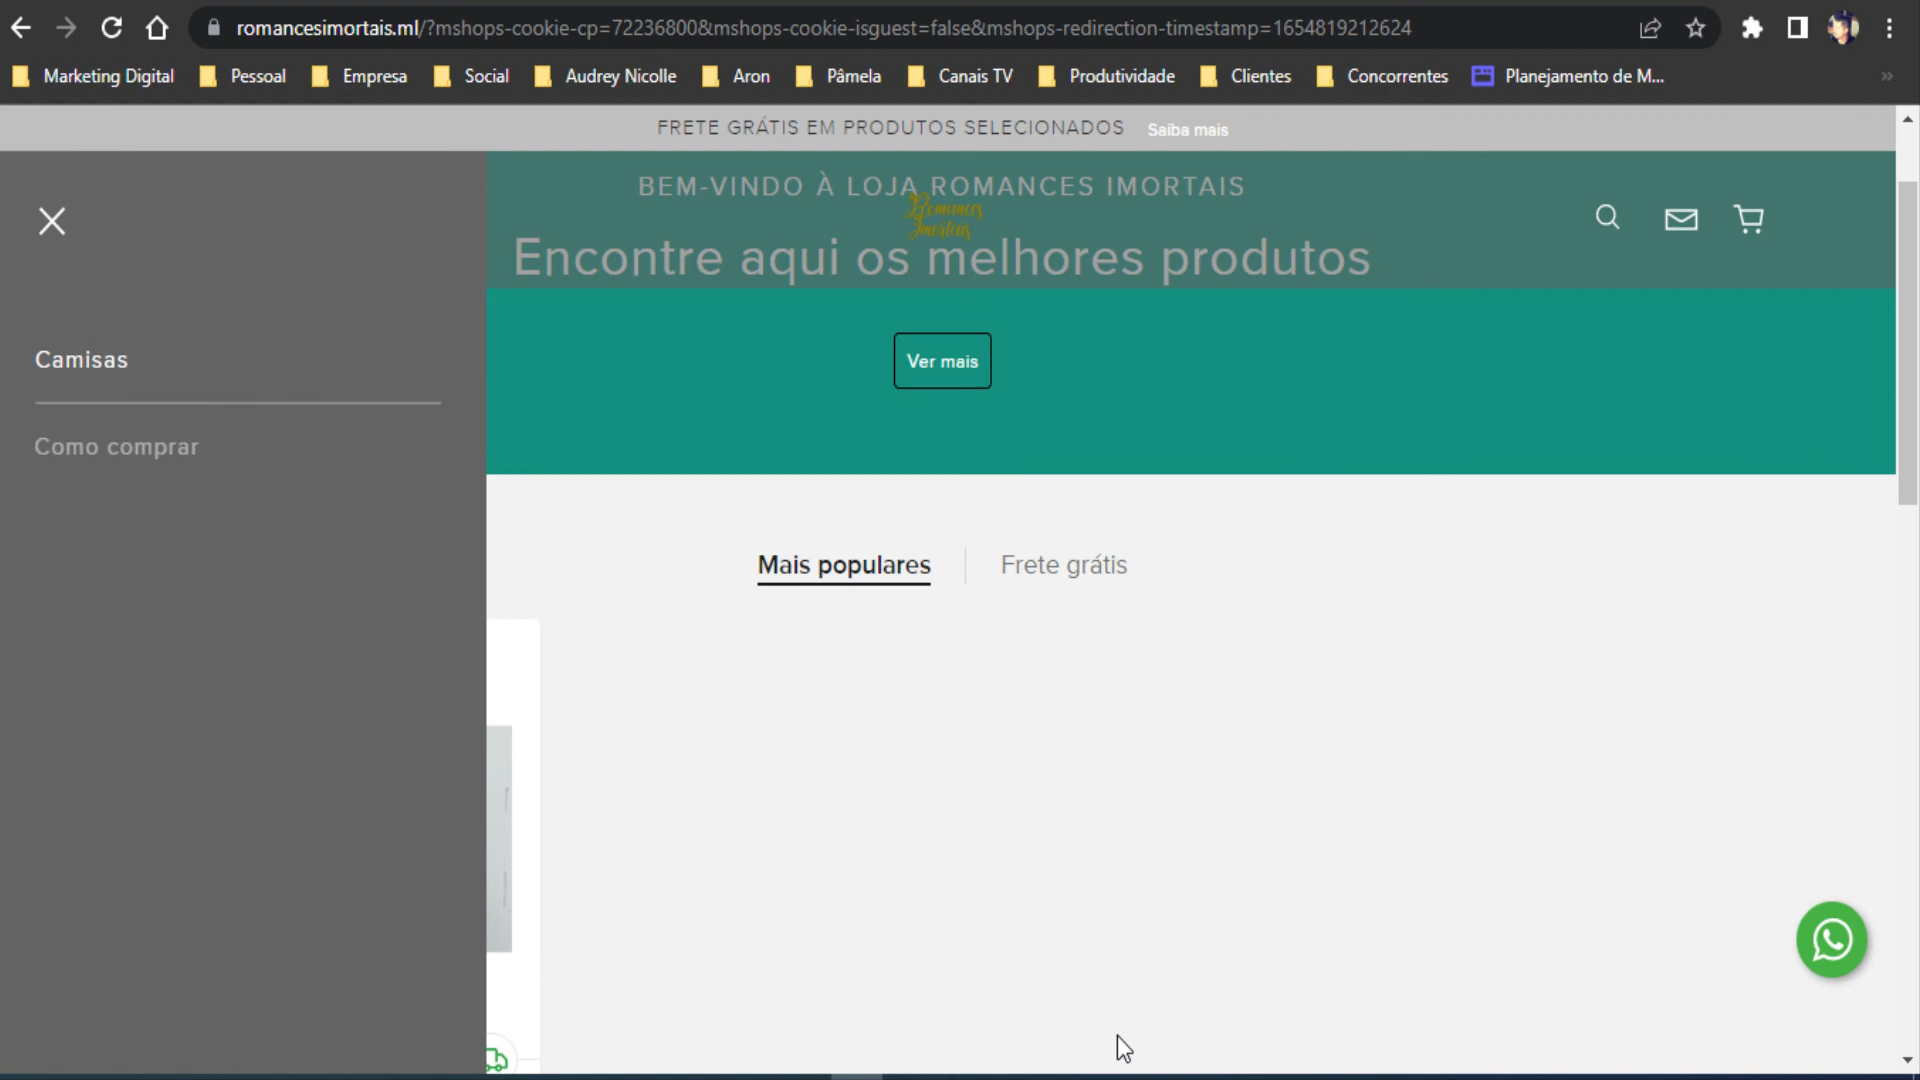 romancesimortais.ml/?mshops-cookie-cp=72236800&mshops-cookie-isguest=false&mshops-redirection-timestamp=1654819212624
Marketing Digital Pessoal Empresa Social Audrey Nicolle Aron Pâmela Canais TV Produtividade Clientes Concorrentes Planejamento de M...
FRETE GRÁTIS EM PRODUTOS SELECIONADOS Saiba mais
BEM-VINDO À LOJA ROMANCES IMORTAIS
Romances
Imortais
Encontre aqui os melhores produtos
Ver mais
Camisas
Como comprar
Mais populares Frete grátis